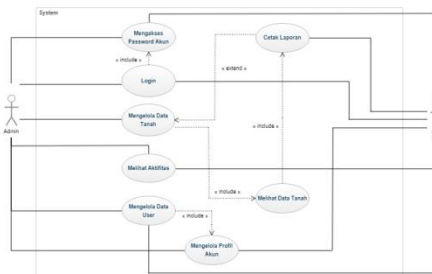 System
Mengakses
Password Akun
Cetak Laporan
« include »
« extend »
Login
Mengelola Data
Tanah
Admin
« include »
Melihat Aktifitas
« include »
Melihat Data Tanah
Mengelola Data
User
« include »
Mengelola Profil
Akun